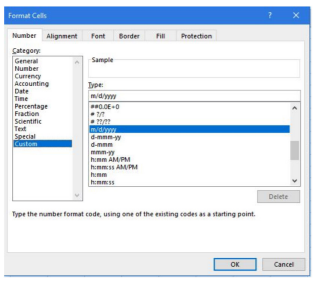 Format Cells ? ×
Number Alignment Font Border Fill Protection
Category:
General
Number
Currency
Accounting
Date
Time
Percentage
Fraction
Scientific
Text
Special
Custom
Sample
Type:
m/d/yyyy
##0.0E+0
# ?/?
# ??/??
m/d/yyyy
d-mmm-yy
d-mmm
mmm-yy
h:mm AM/PM
h:mm:ss AM/PM
h:mm
h:mm:ss
Delete
Type the number format code, using one of the existing codes as a starting point.
OK Cancel